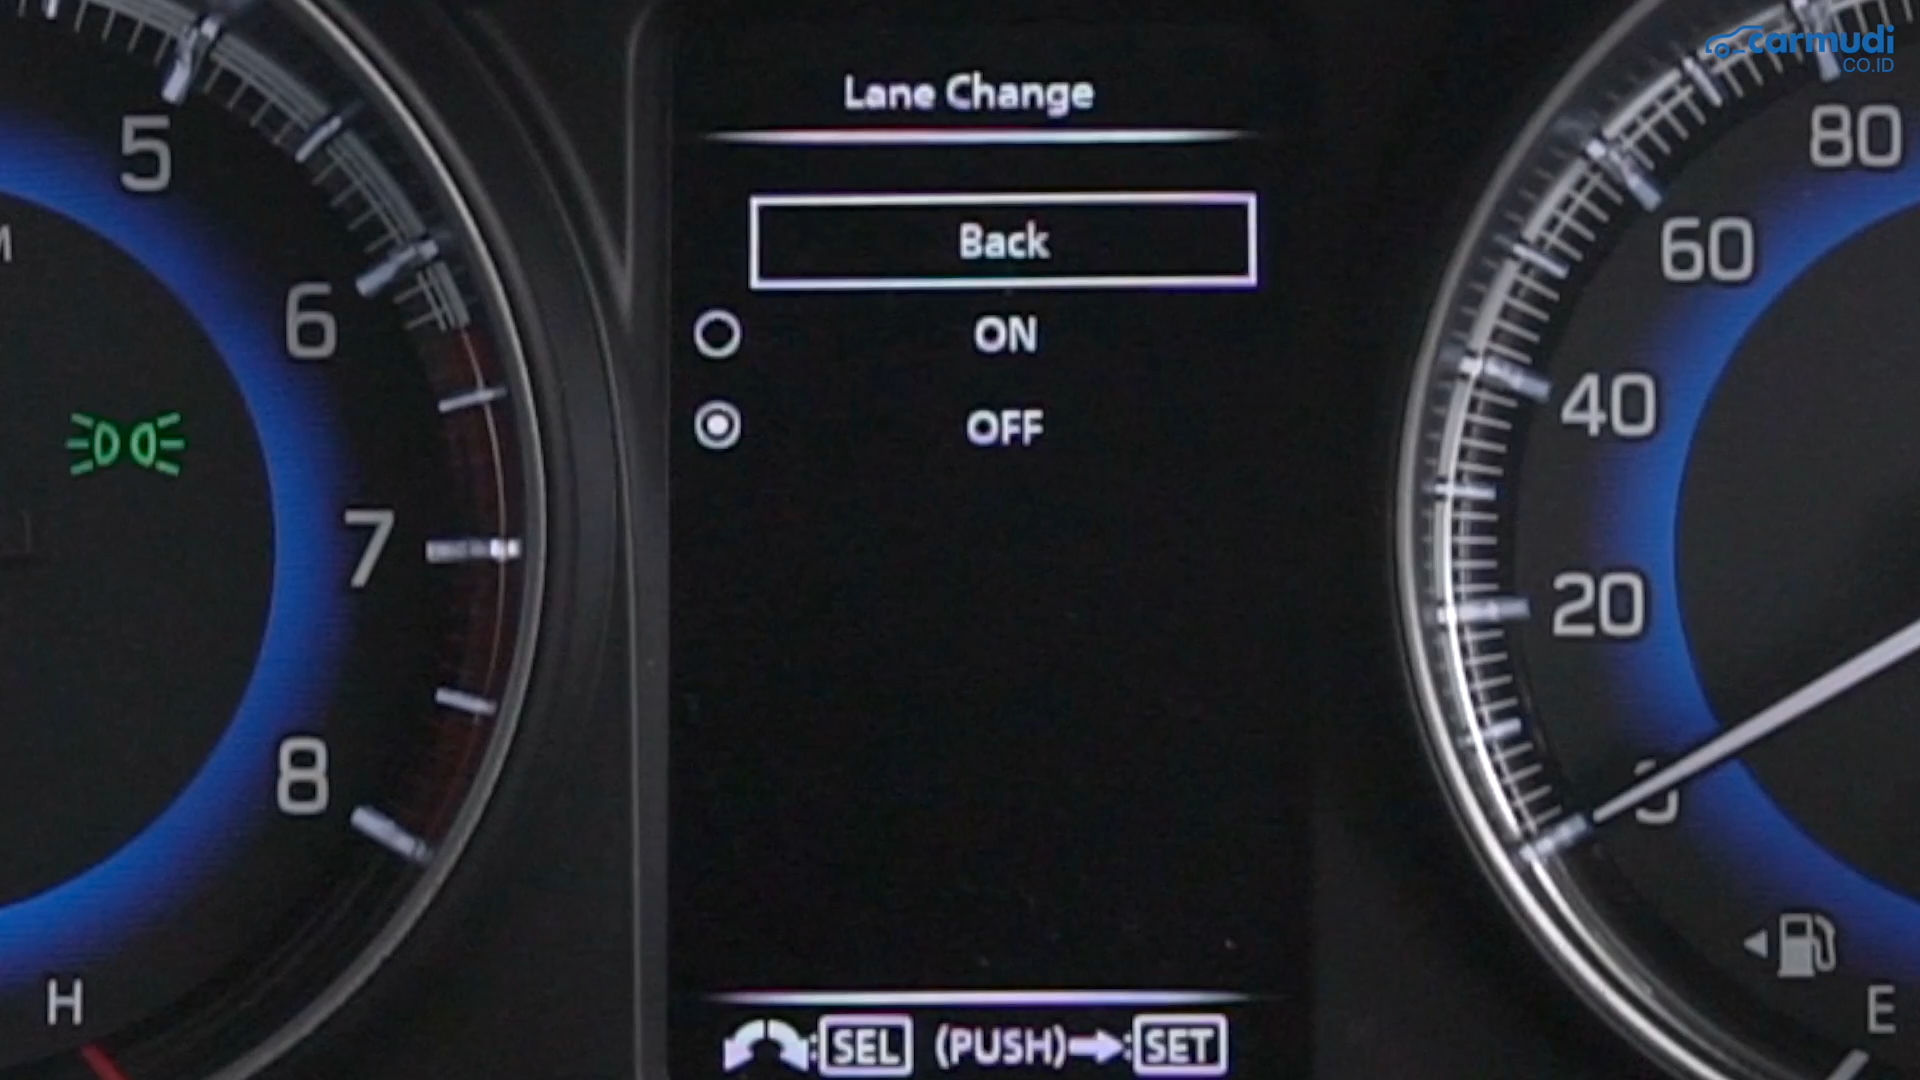 carmudi
CO.ID
Lane Change
Back
ON
OFF
:SEL (PUSH) :SET
5
6
7
8
H
80
60
40
20
E